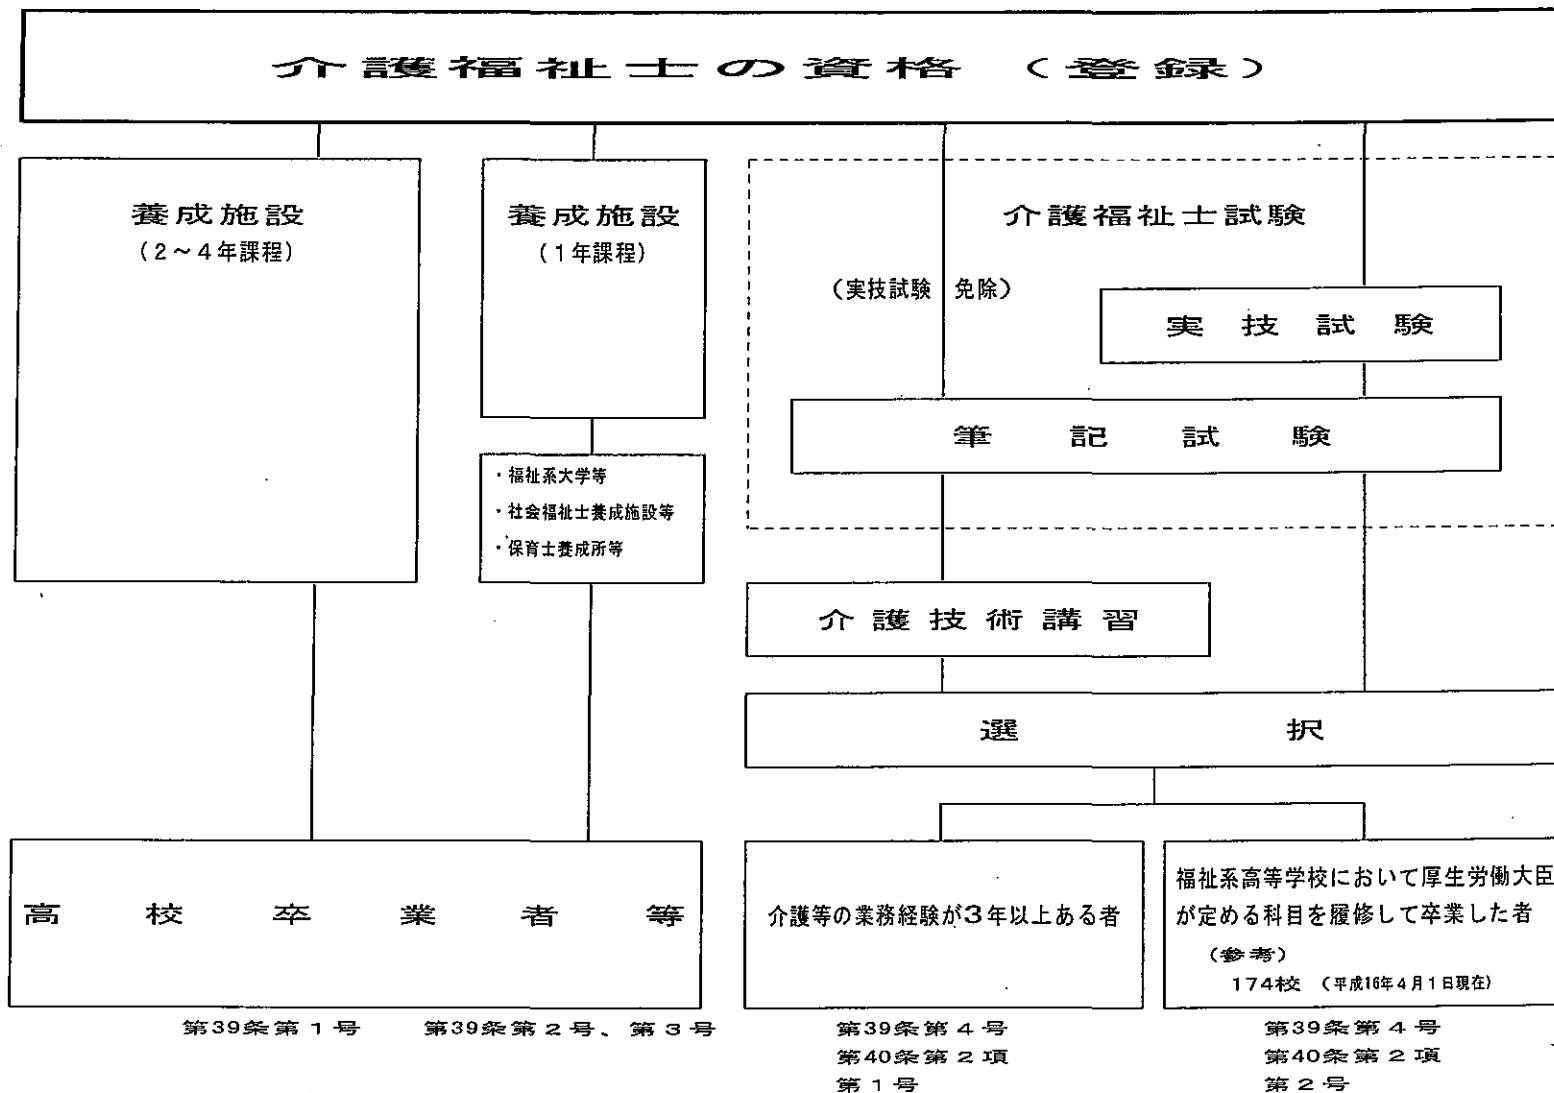 介護福祉士の資格（登録）
養成施設
（２～４年課程）
養成施設
（１年課程）
介護福祉士試験
（実技試験　免除）
実技試験
筆記試験
・福祉系大学等
・社会福祉士養成施設等
・保育士養成所等
介護技術講習
選択
高校卒業者等
介護等の業務経験が３年以上ある者
福祉系高等学校において厚生労働大臣
が定める科目を履修して卒業した者
（参考）
174校　（平成16年４月１日現在）
第39条第１号
第39条第２号、第３号
第39条第４号
第40条第２項
第１号
第39条第４号
第40条第２項
第２号